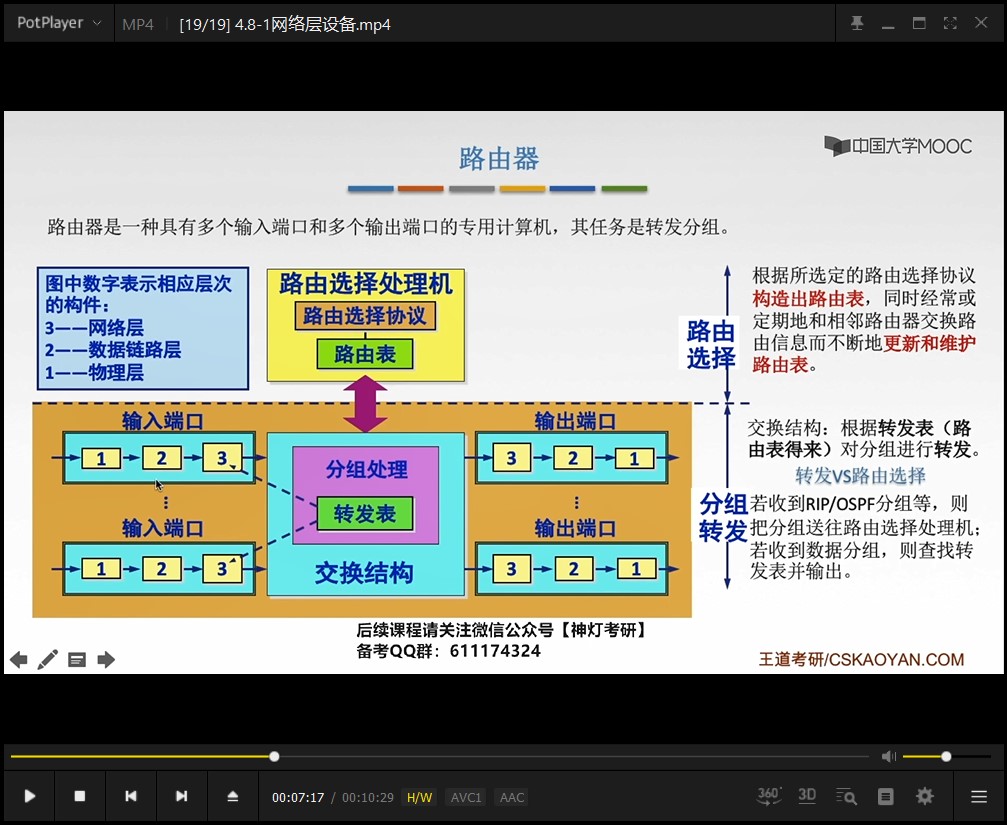 PotPlayer MP4 [19/19] 4.8-1网络层设备.mp4
中国大学MOOC
路由器
路由器是一种具有多个输入端口和多个输出端口的专用计算机，其任务是转发分组。
图中数字表示相应层次
的构件：
3——网络层
2——数据链路层
1——物理层
路由选择处理机
路由选择协议
路由表
路由
选择
根据所选定的路由选择协议
构造出路由表，同时经常或
定期地和相邻路由器交换路
由信息而不断地更新和维护
路由表。
输入端口
1 2 3
⋮
输入端口
1 2 3
分组处理
转发表
交换结构
输出端口
3 2 1
⋮
输出端口
3 2 1
分组
转发
交换结构：根据转发表（路
由表得来）对分组进行转发。
转发VS路由选择
若收到RIP/OSPF分组等，则
把分组送往路由选择处理机；
若收到数据分组，则查找转
发表并输出。
后续课程请关注微信公众号【神灯考研】
备考QQ群：611174324
王道考研/CSKAOYAN.COM
00:07:17 / 00:10:29 H/W AVC1 AAC
360° 3D